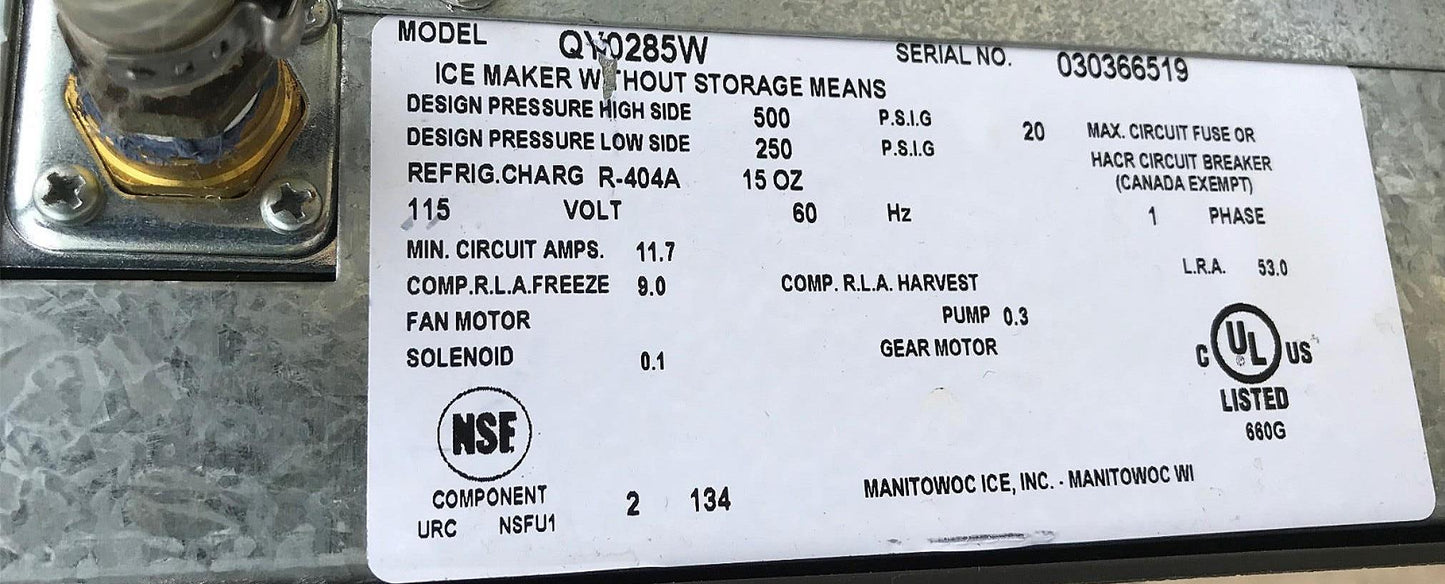 MODEL QY0285W SERIAL NO. 030366519
ICE MAKER WITHOUT STORAGE MEANS
DESIGN PRESSURE HIGH SIDE 500 P.S.I.G 20 MAX. CIRCUIT FUSE OR
DESIGN PRESSURE LOW SIDE 250 P.S.I.G HACR CIRCUIT BREAKER
REFRIG.CHARG R-404A 15 OZ (CANADA EXEMPT)
115 VOLT 60 Hz 1 PHASE
MIN. CIRCUIT AMPS. 11.7
COMP.R.L.A.FREEZE 9.0 COMP. R.L.A. HARVEST L.R.A. 53.0
FAN MOTOR PUMP 0.3
SOLENOID 0.1 GEAR MOTOR
C UL US
LISTED
660G
NSF
COMPONENT
URC NSFU1 2 134 MANITOWOC ICE, INC. - MANITOWOC WI